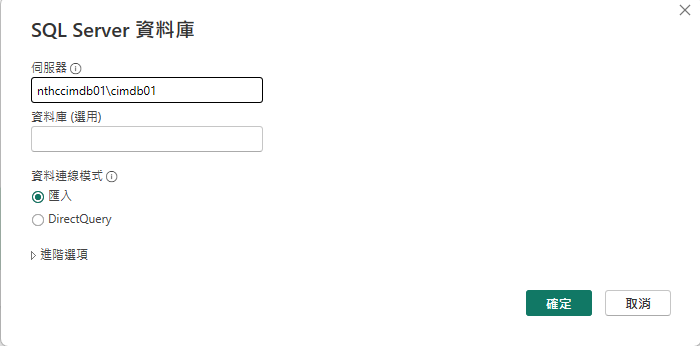 SQL Server 資料庫
伺服器
nthccimdb01\cimdb01
資料庫 (選用)
資料連線模式
匯入
DirectQuery
進階選項
確定 取消